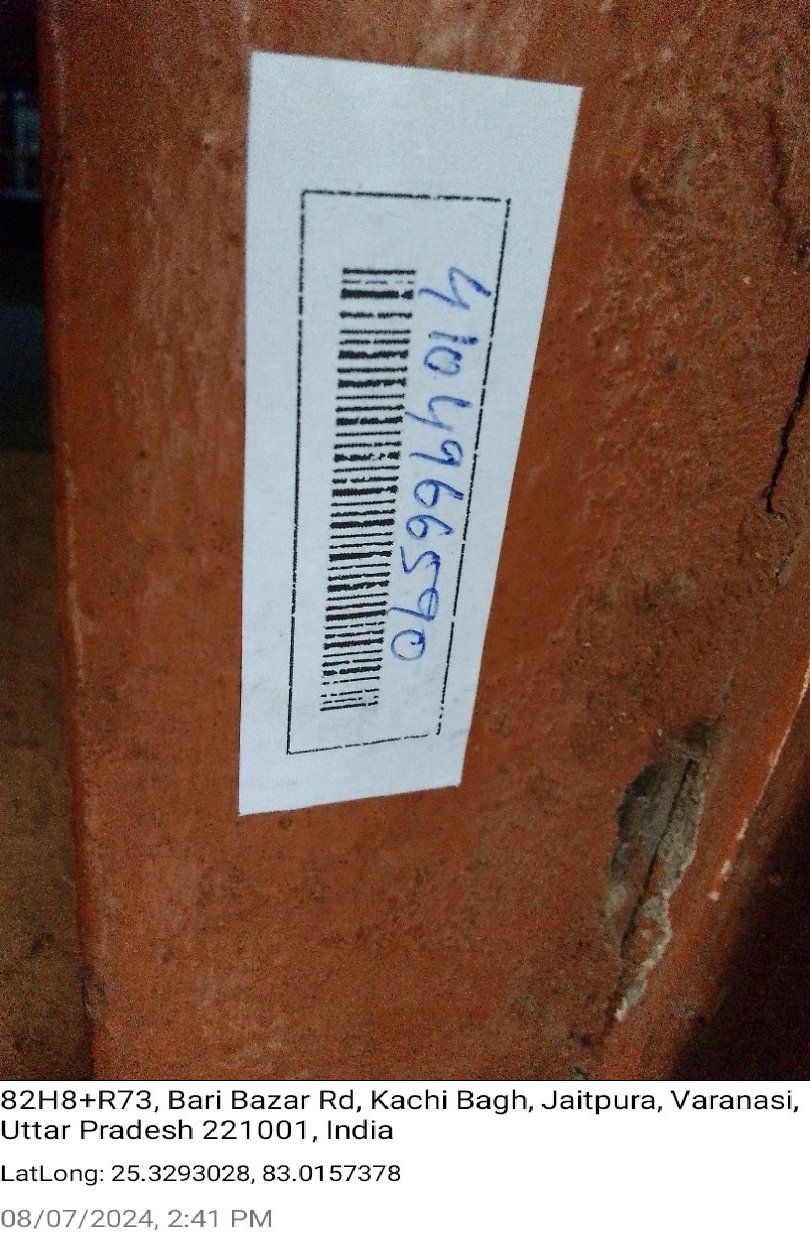 4104966590
82H8+R73, Bari Bazar Rd, Kachi Bagh, Jaitpura, Varanasi,
Uttar Pradesh 221001, India
LatLong: 25.3293028, 83.0157378
08/07/2024, 2:41 PM